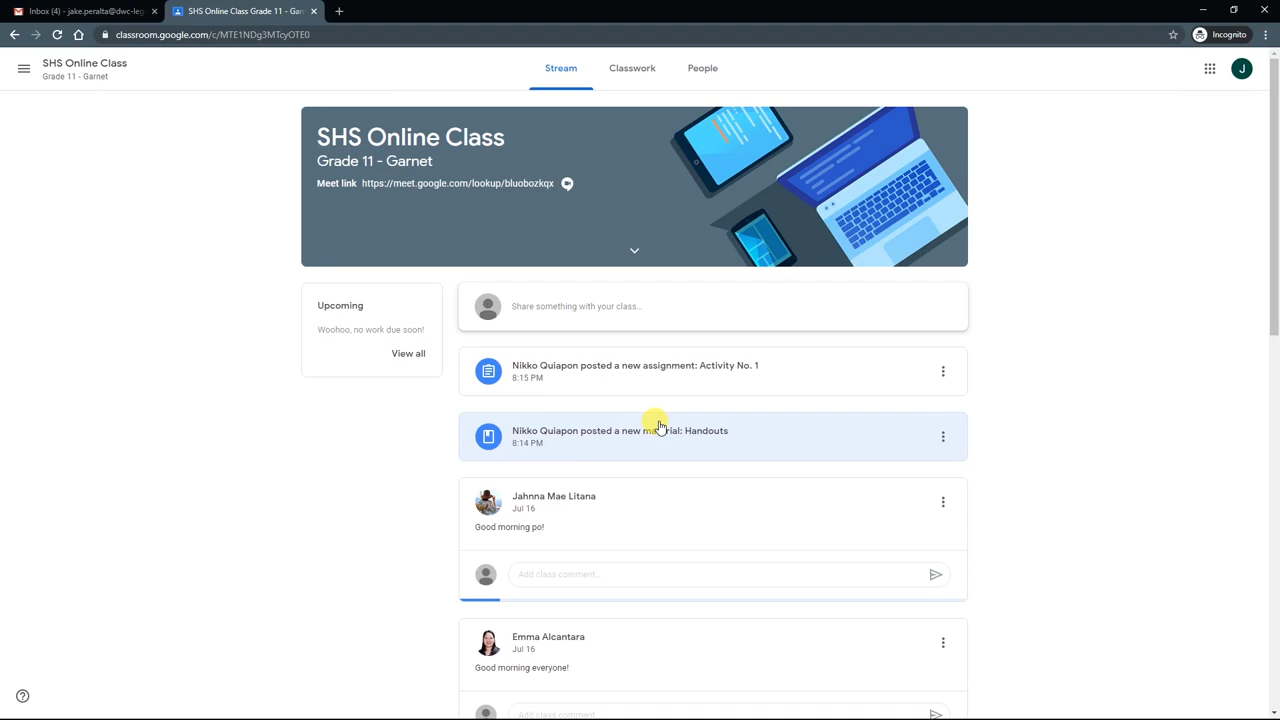 Inbox (4) - jake.peralta@dwc-leg
SHS Online Class Grade 11 - Gar
classroom.google.com/c/MTE1NDg3MTcyOTE0
Incognito
SHS Online Class
Grade 11 - Garnet
Stream
Classwork
People
J
SHS Online Class
Grade 11 - Garnet
Meet link https://meet.google.com/lookup/bluobozkqx
Upcoming
Woohoo, no work due soon!
View all
Share something with your class...
Nikko Quiapon posted a new assignment: Activity No. 1
8:15 PM
Nikko Quiapon posted a new material: Handouts
8:14 PM
Jahnna Mae Litana
Jul 16
Good morning po!
Add class comment...
Emma Alcantara
Jul 16
Good morning everyone!
Add class comment